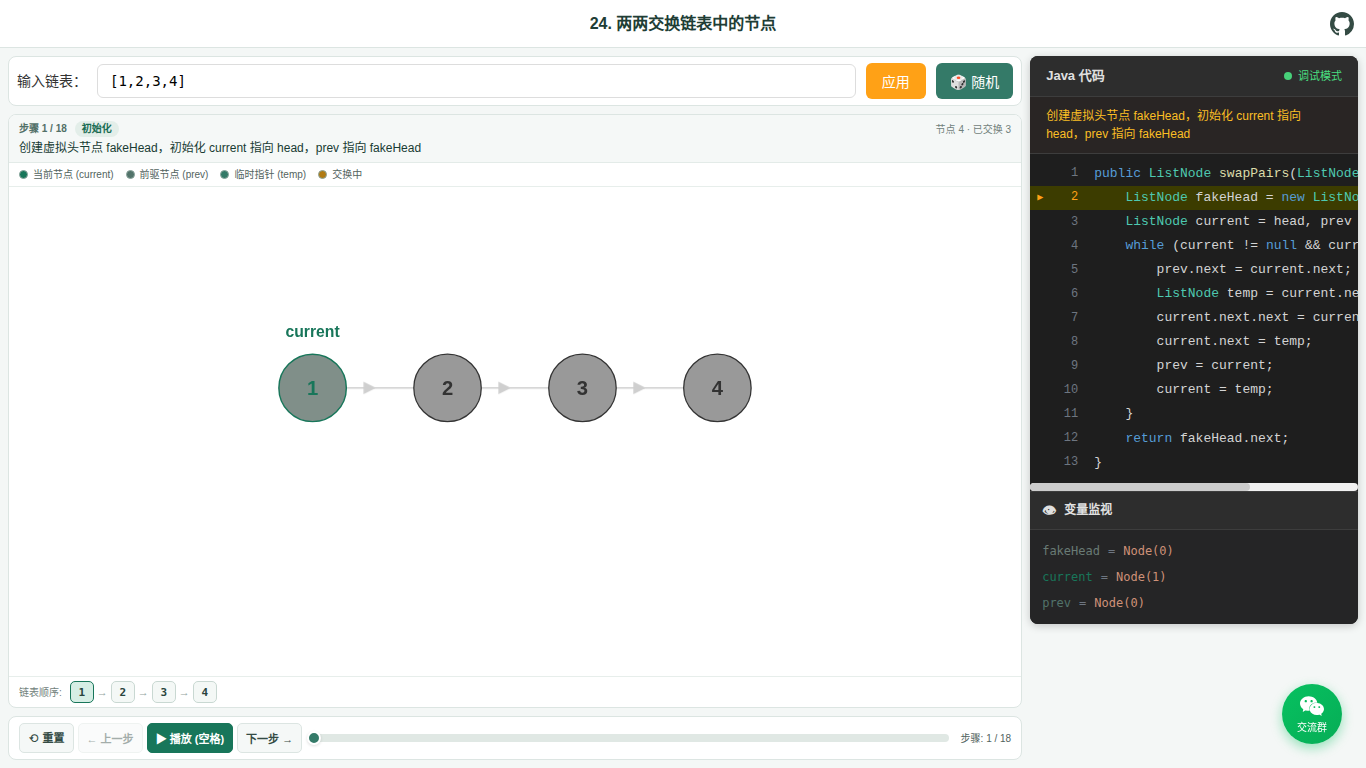 24. 两两交换链表中的节点
输入链表：
[1,2,3,4]
应用
🎲 随机
步骤 1 / 18 初始化
节点 4 · 已交换 3
创建虚拟头节点 fakeHead，初始化 current 指向 head，prev 指向 fakeHead
当前节点 (current) 前驱节点 (prev) 临时指针 (temp) 交换中
current
1 2 3 4
链表顺序: 1 → 2 → 3 → 4
⟲ 重置
← 上一步
▶ 播放 (空格)
下一步 →
步骤: 1 / 18
Java 代码
调试模式
创建虚拟头节点 fakeHead，初始化 current 指向
head，prev 指向 fakeHead
1 public ListNode swapPairs(ListNode
▶ 2 ListNode fakeHead = new ListNo
3 ListNode current = head, prev
4 while (current != null && curr
5 prev.next = current.next;
6 ListNode temp = current.ne
7 current.next.next = curren
8 current.next = temp;
9 prev = current;
10 current = temp;
11 }
12 return fakeHead.next;
13 }
变量监视
fakeHead = Node(0)
current = Node(1)
prev = Node(0)
交流群